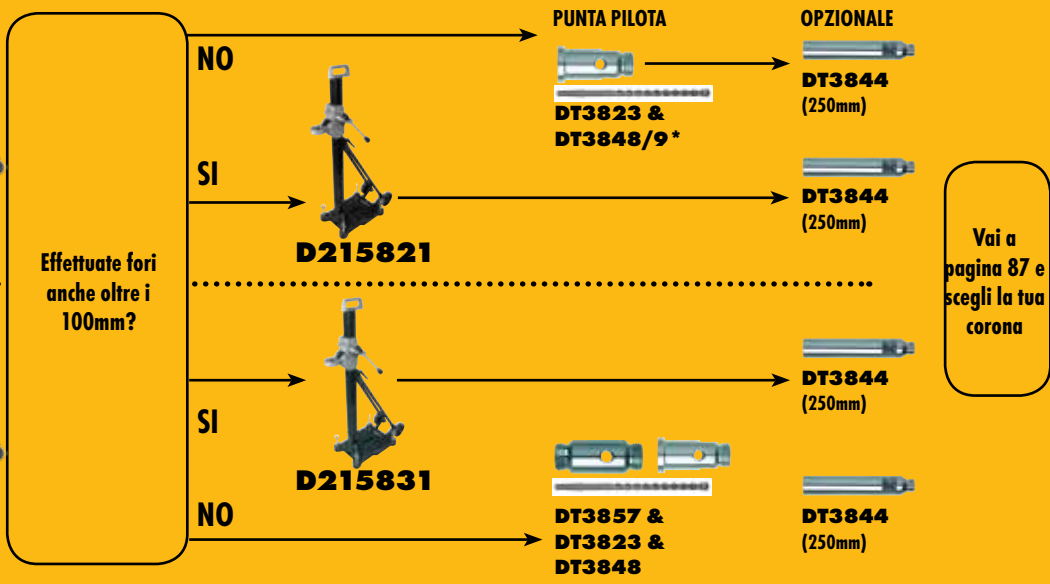 PUNTA PILOTA
OPZIONALE
NO
DT3823 &
DT3848/9*
DT3844
(250mm)
SI
D215821
DT3844
(250mm)
Effettuate fori
anche oltre i
100mm?
Vai a
pagina 87 e
scegli la tua
corona
SI
D215831
DT3844
(250mm)
NO
DT3857 &
DT3823 &
DT3848
DT3844
(250mm)